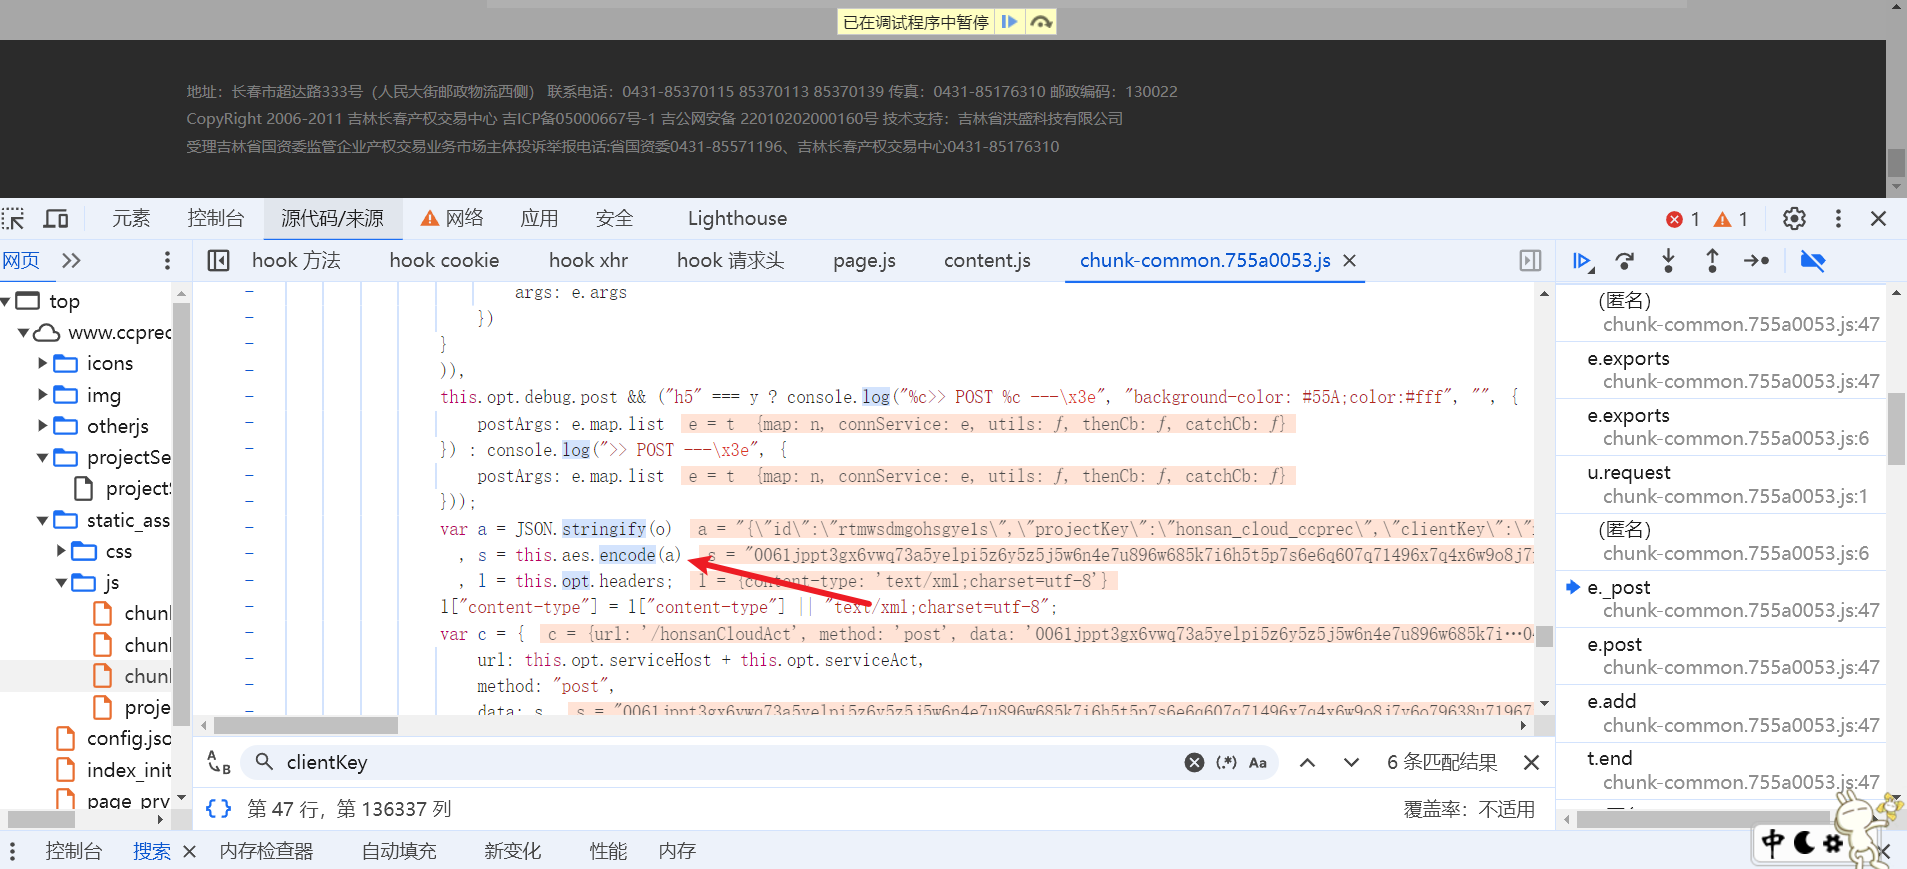 已在调试程序中暂停
地址：长春市超达路333号（人民大街邮政物流西侧） 联系电话：0431-85370115 85370113 85370139 传真：0431-85176310 邮政编码：130022
CopyRight 2006-2011 吉林长春产权交易中心 吉ICP备05000667号-1 吉公网安备 22010202000160号 技术支持：吉林省洪盛科技有限公司
受理吉林省国资委监管企业产权交易业务市场主体投诉举报电话:省国资委0431-85571196、吉林长春产权交易中心0431-85176310
元素 控制台 源代码/来源 网络 应用 安全 Lighthouse 1 1
网页 hook 方法 hook cookie hook xhr hook 请求头 page.js content.js chunk-common.755a0053.js
top
www.ccprec
icons
img
otherjs
projectSe
project
static_ass
css
js
chunk
chunk
chunk
proje
config.jsc
index_init
page_prv
args: e.args
})
}
)),
this.opt.debug.post && ("h5" === y ? console.log("%c>> POST %c ---\x3e", "background-color: #55A;color:#fff", "", {
postArgs: e.map.list e = t {map: n, connService: e, utils: ƒ, thenCb: ƒ, catchCb: ƒ}
}) : console.log(">> POST ---\x3e", {
postArgs: e.map.list e = t {map: n, connService: e, utils: ƒ, thenCb: ƒ, catchCb: ƒ}
}));
var a = JSON.stringify(o) a = "{\"id\":\"rtmwsdmgohsgye1s\",\"projectKey\":\"honsan_cloud_ccprec\",\"clientKey\":\"
, s = this.aes.encode(a) s = "0061jppt3gx6vwq73a5yelpi5z6y5z5j5w6n4e7u896w685k7i6h5t5p7s6e6q607q71496x7q4x6w9o8j7
, l = this.opt.headers; l = {content-type: 'text/xml;charset=utf-8'}
l["content-type"] = l["content-type"] || "text/xml;charset=utf-8";
var c = { c = {url: '/honsanCloudAct', method: 'post', data: '0061jppt3gx6vwq73a5yelpi5z6y5z5j5w6n4e7u896w685k7i…0
url: this.opt.serviceHost + this.opt.serviceAct,
method: "post",
data: s s = "0061jppt3gx6vwq73a5yelpi5z6y5z5j5w6n4e7u896w685k7i6h5t5p7s6e6q607q71496x7q4x6w9o8j7y6o79638u71967
clientKey (.*) Aa 6 条匹配结果
{} 第 47 行，第 136337 列 覆盖率：不适用
(匿名)
chunk-common.755a0053.js:47
e.exports
chunk-common.755a0053.js:47
e.exports
chunk-common.755a0053.js:6
u.request
chunk-common.755a0053.js:1
(匿名)
chunk-common.755a0053.js:6
e._post
chunk-common.755a0053.js:47
e.post
chunk-common.755a0053.js:47
e.add
chunk-common.755a0053.js:47
t.end
chunk-common.755a0053.js:47
控制台 搜索 内存检查器 自动填充 新变化 性能 内存
中